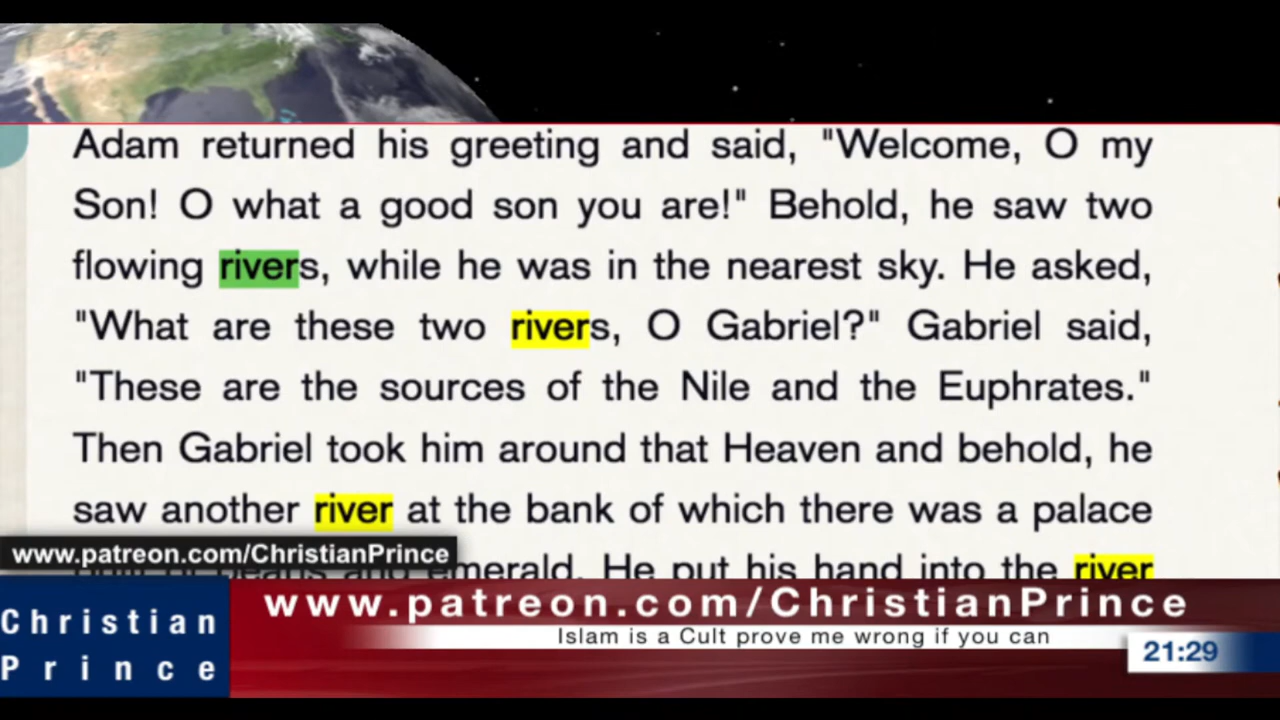 Adam returned his greeting and said, "Welcome, O my
Son! O what a good son you are!" Behold, he saw two
flowing rivers, while he was in the nearest sky. He asked,
"What are these two rivers, O Gabriel?" Gabriel said,
"These are the sources of the Nile and the Euphrates."
Then Gabriel took him around that Heaven and behold, he
saw another river at the bank of which there was a palace
www.patreon.com/ChristianPrince
built of pearls and emerald. He put his hand into the river
www.patreon.com/ChristianPrince
Christian
Prince
Islam is a Cult prove me wrong if you can
21:29